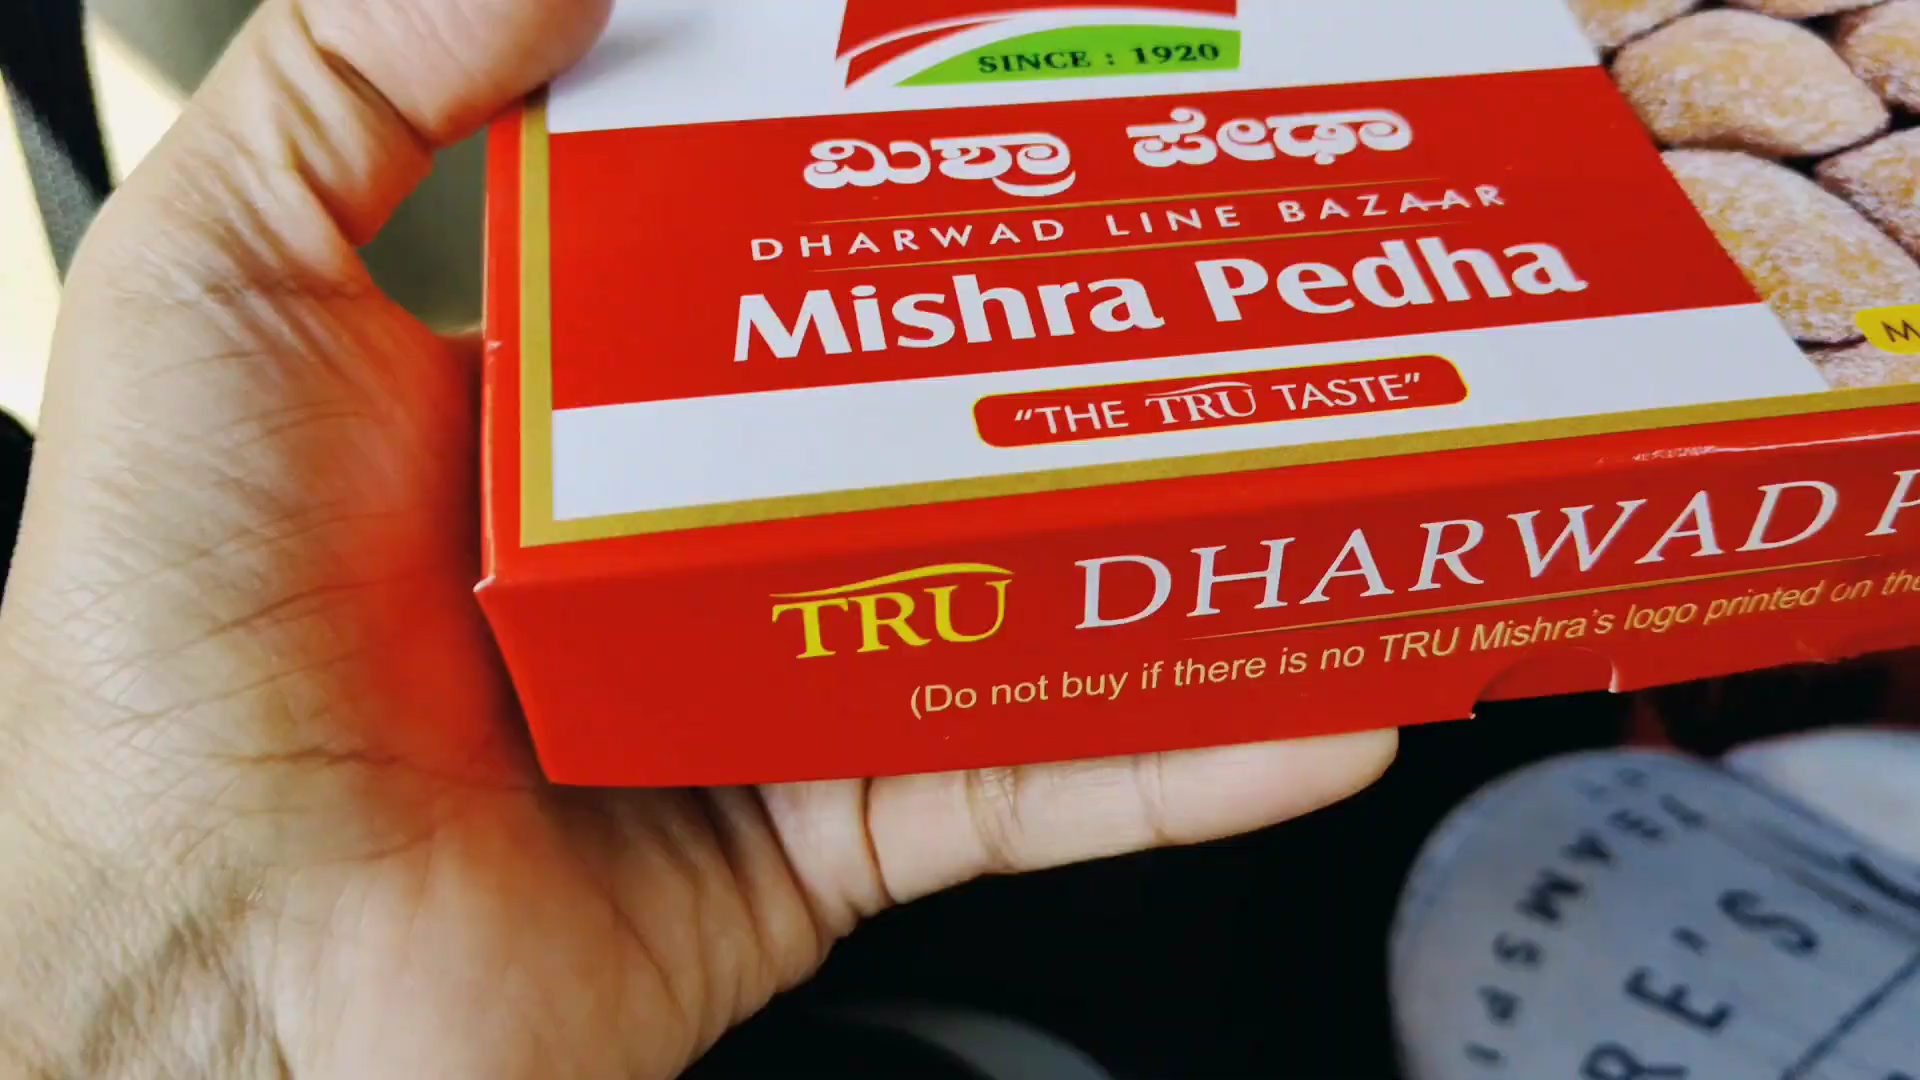 SINCE : 1920
ಮಿಶ್ರಾ ಪೇಢಾ
DHARWAD LINE BAZAAR
Mishra Pedha
"THE TRU TASTE"
TRU DHARWAD
(Do not buy if there is no TRU Mishra's logo printed on the